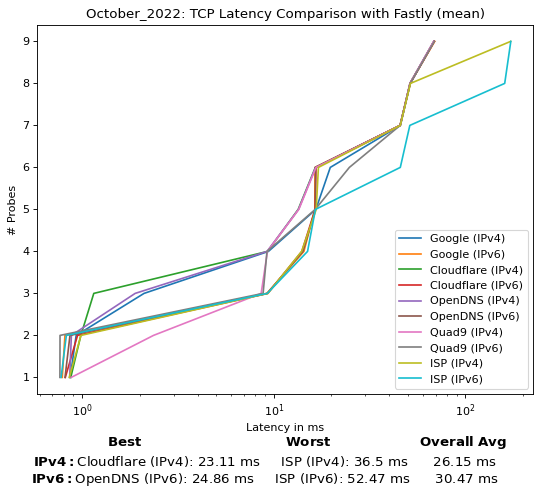 October_2022: TCP Latency Comparison with Fastly (mean)
9
8
7
6
5
4
3
2
1
# Probes
Google (IPv4)
Google (IPv6)
Cloudflare (IPv4)
Cloudflare (IPv6)
OpenDNS (IPv4)
OpenDNS (IPv6)
Quad9 (IPv4)
Quad9 (IPv6)
ISP (IPv4)
ISP (IPv6)
10⁰ 10¹ 10²
Latency in ms
Best Worst Overall Avg
IPv4: Cloudflare (IPv4): 23.11 ms ISP (IPv4): 36.5 ms 26.15 ms
IPv6: OpenDNS (IPv6): 24.86 ms ISP (IPv6): 52.47 ms 30.47 ms